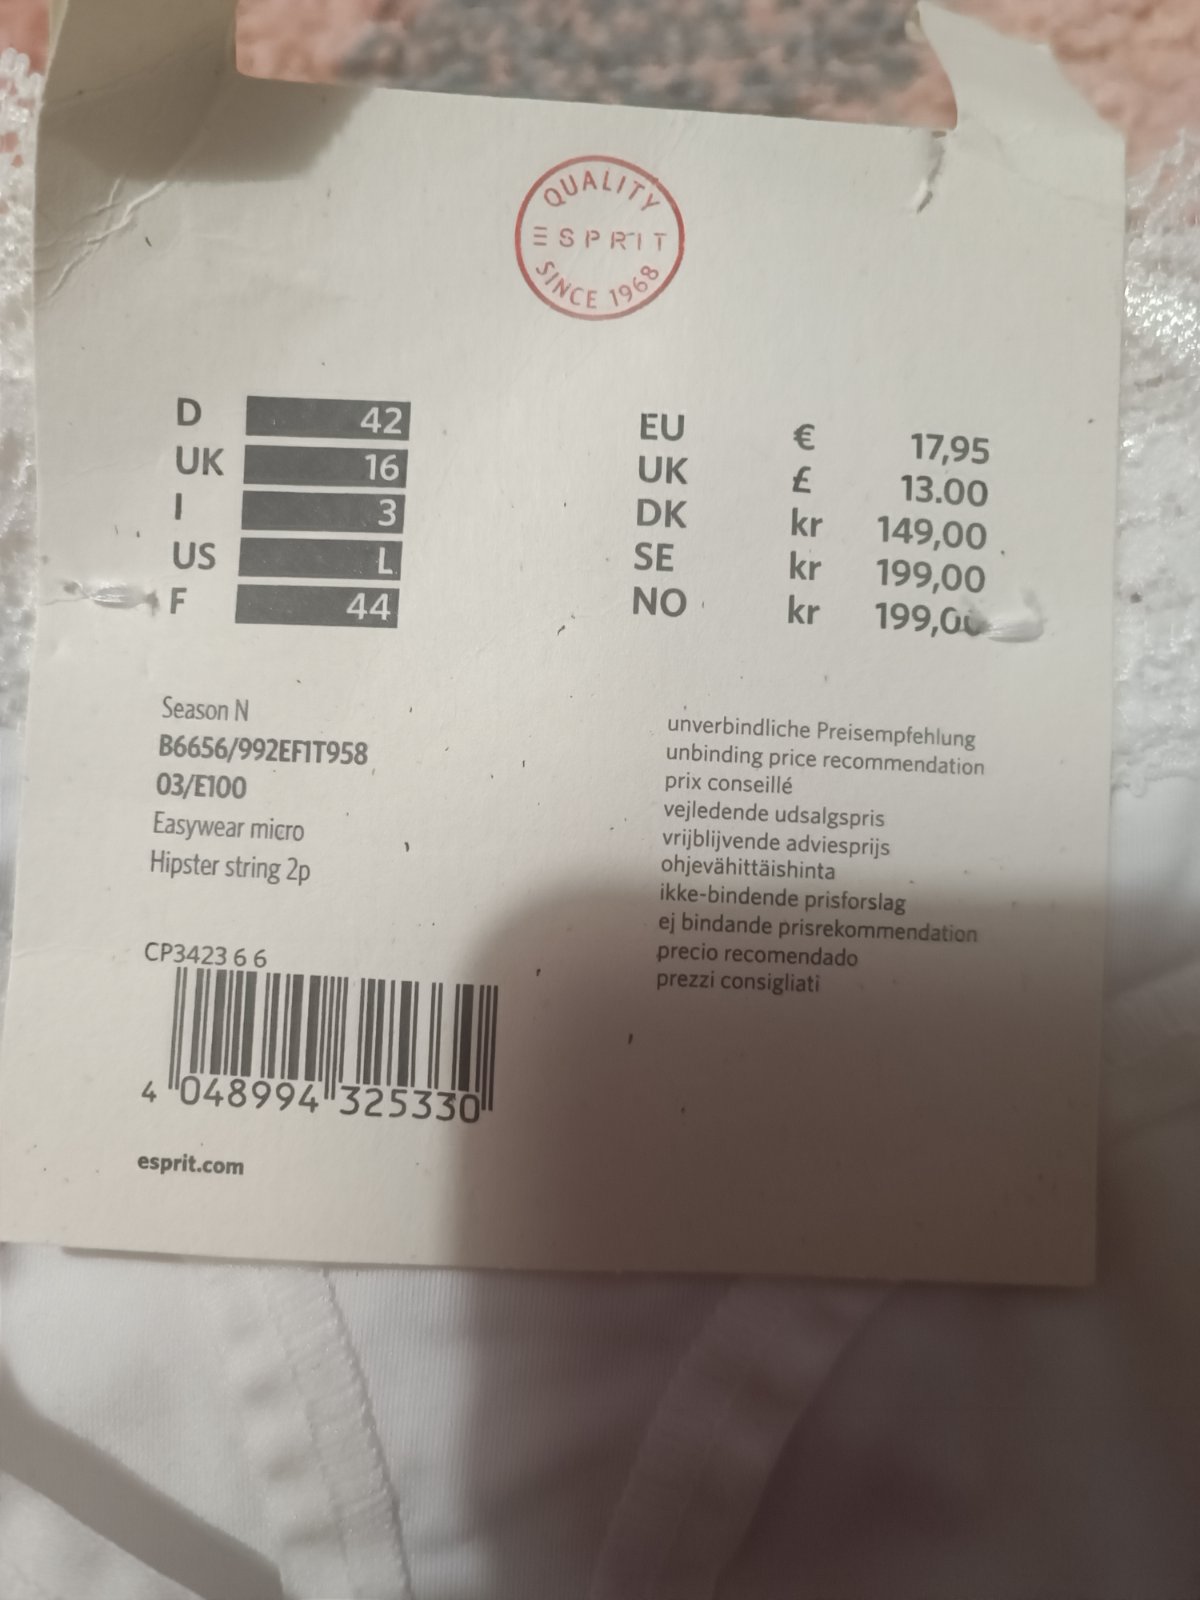 QUALITY
ESPRIT
SINCE 1968
D 42
UK 16
I 3
US L
F 44
EU € 17,95
UK £ 13.00
DK kr 149,00
SE kr 199,00
NO kr 199,00
Season N
B6656/992EF1T958
03/E100
Easywear micro
Hipster string 2p
unverbindliche Preisempfehlung
unbinding price recommendation
prix conseillé
vejledende udsalgspris
vrijblijvende adviesprijs
ohjevähittäishinta
ikke-bindende prisforslag
ej bindande prisrekommendation
precio recomendado
prezzi consigliati
CP3423 6 6
4 048994 325330
esprit.com